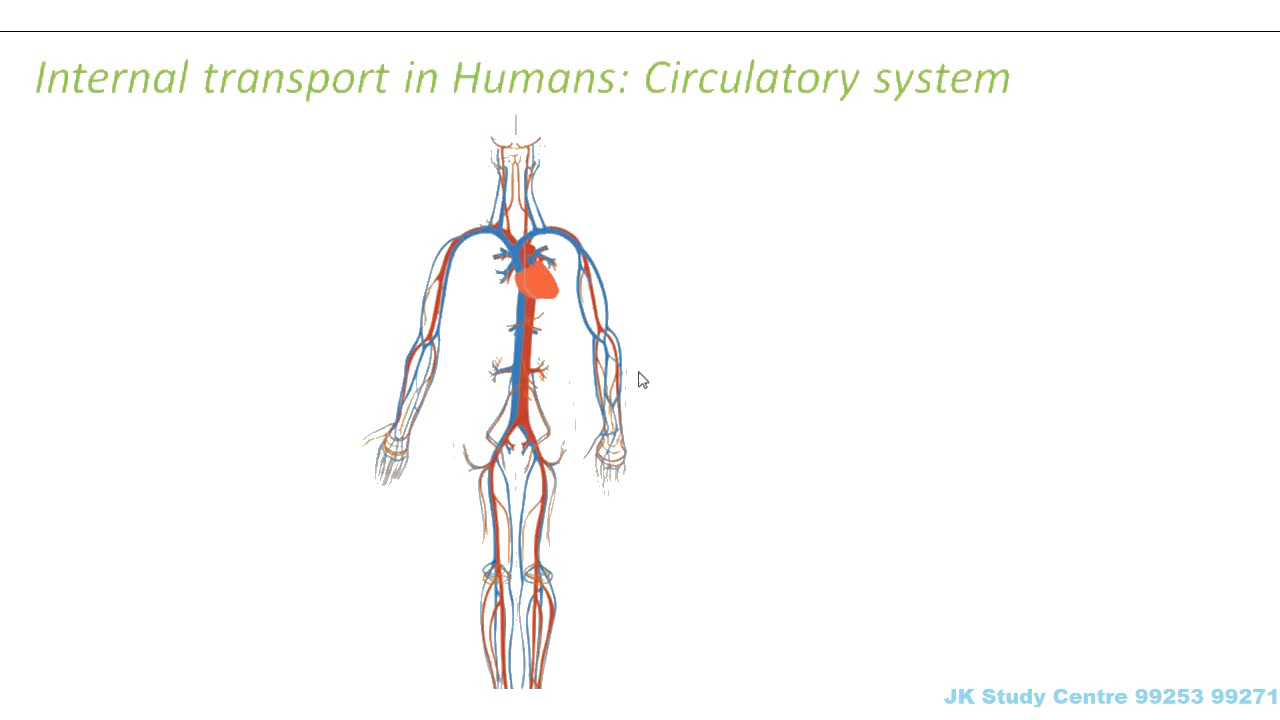 Internal transport in Humans: Circulatory system
JK Study Centre 99253 99271